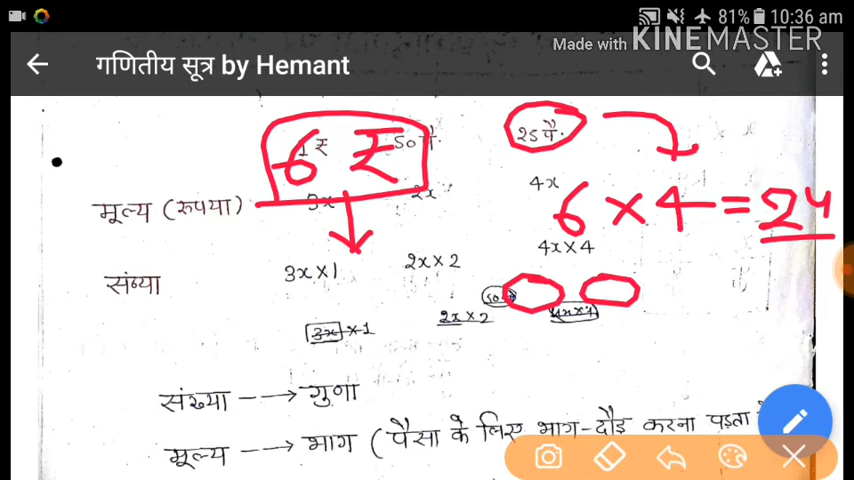 81% 10:36 am
Made with KINEMASTER
गणितीय सूत्र by Hemant
1₹ 50 पै. 25 पै.
6 ₹
मूल्य (रुपया) 3x 2x 4x
6 × 4 = 24
संख्या 3x×1 2x×2 4x×4
3x×1 2x×2 4x×4
संख्या → गुणा
मूल्य → भाग (पैसा के लिए भाग-दौड़ करना पड़ता